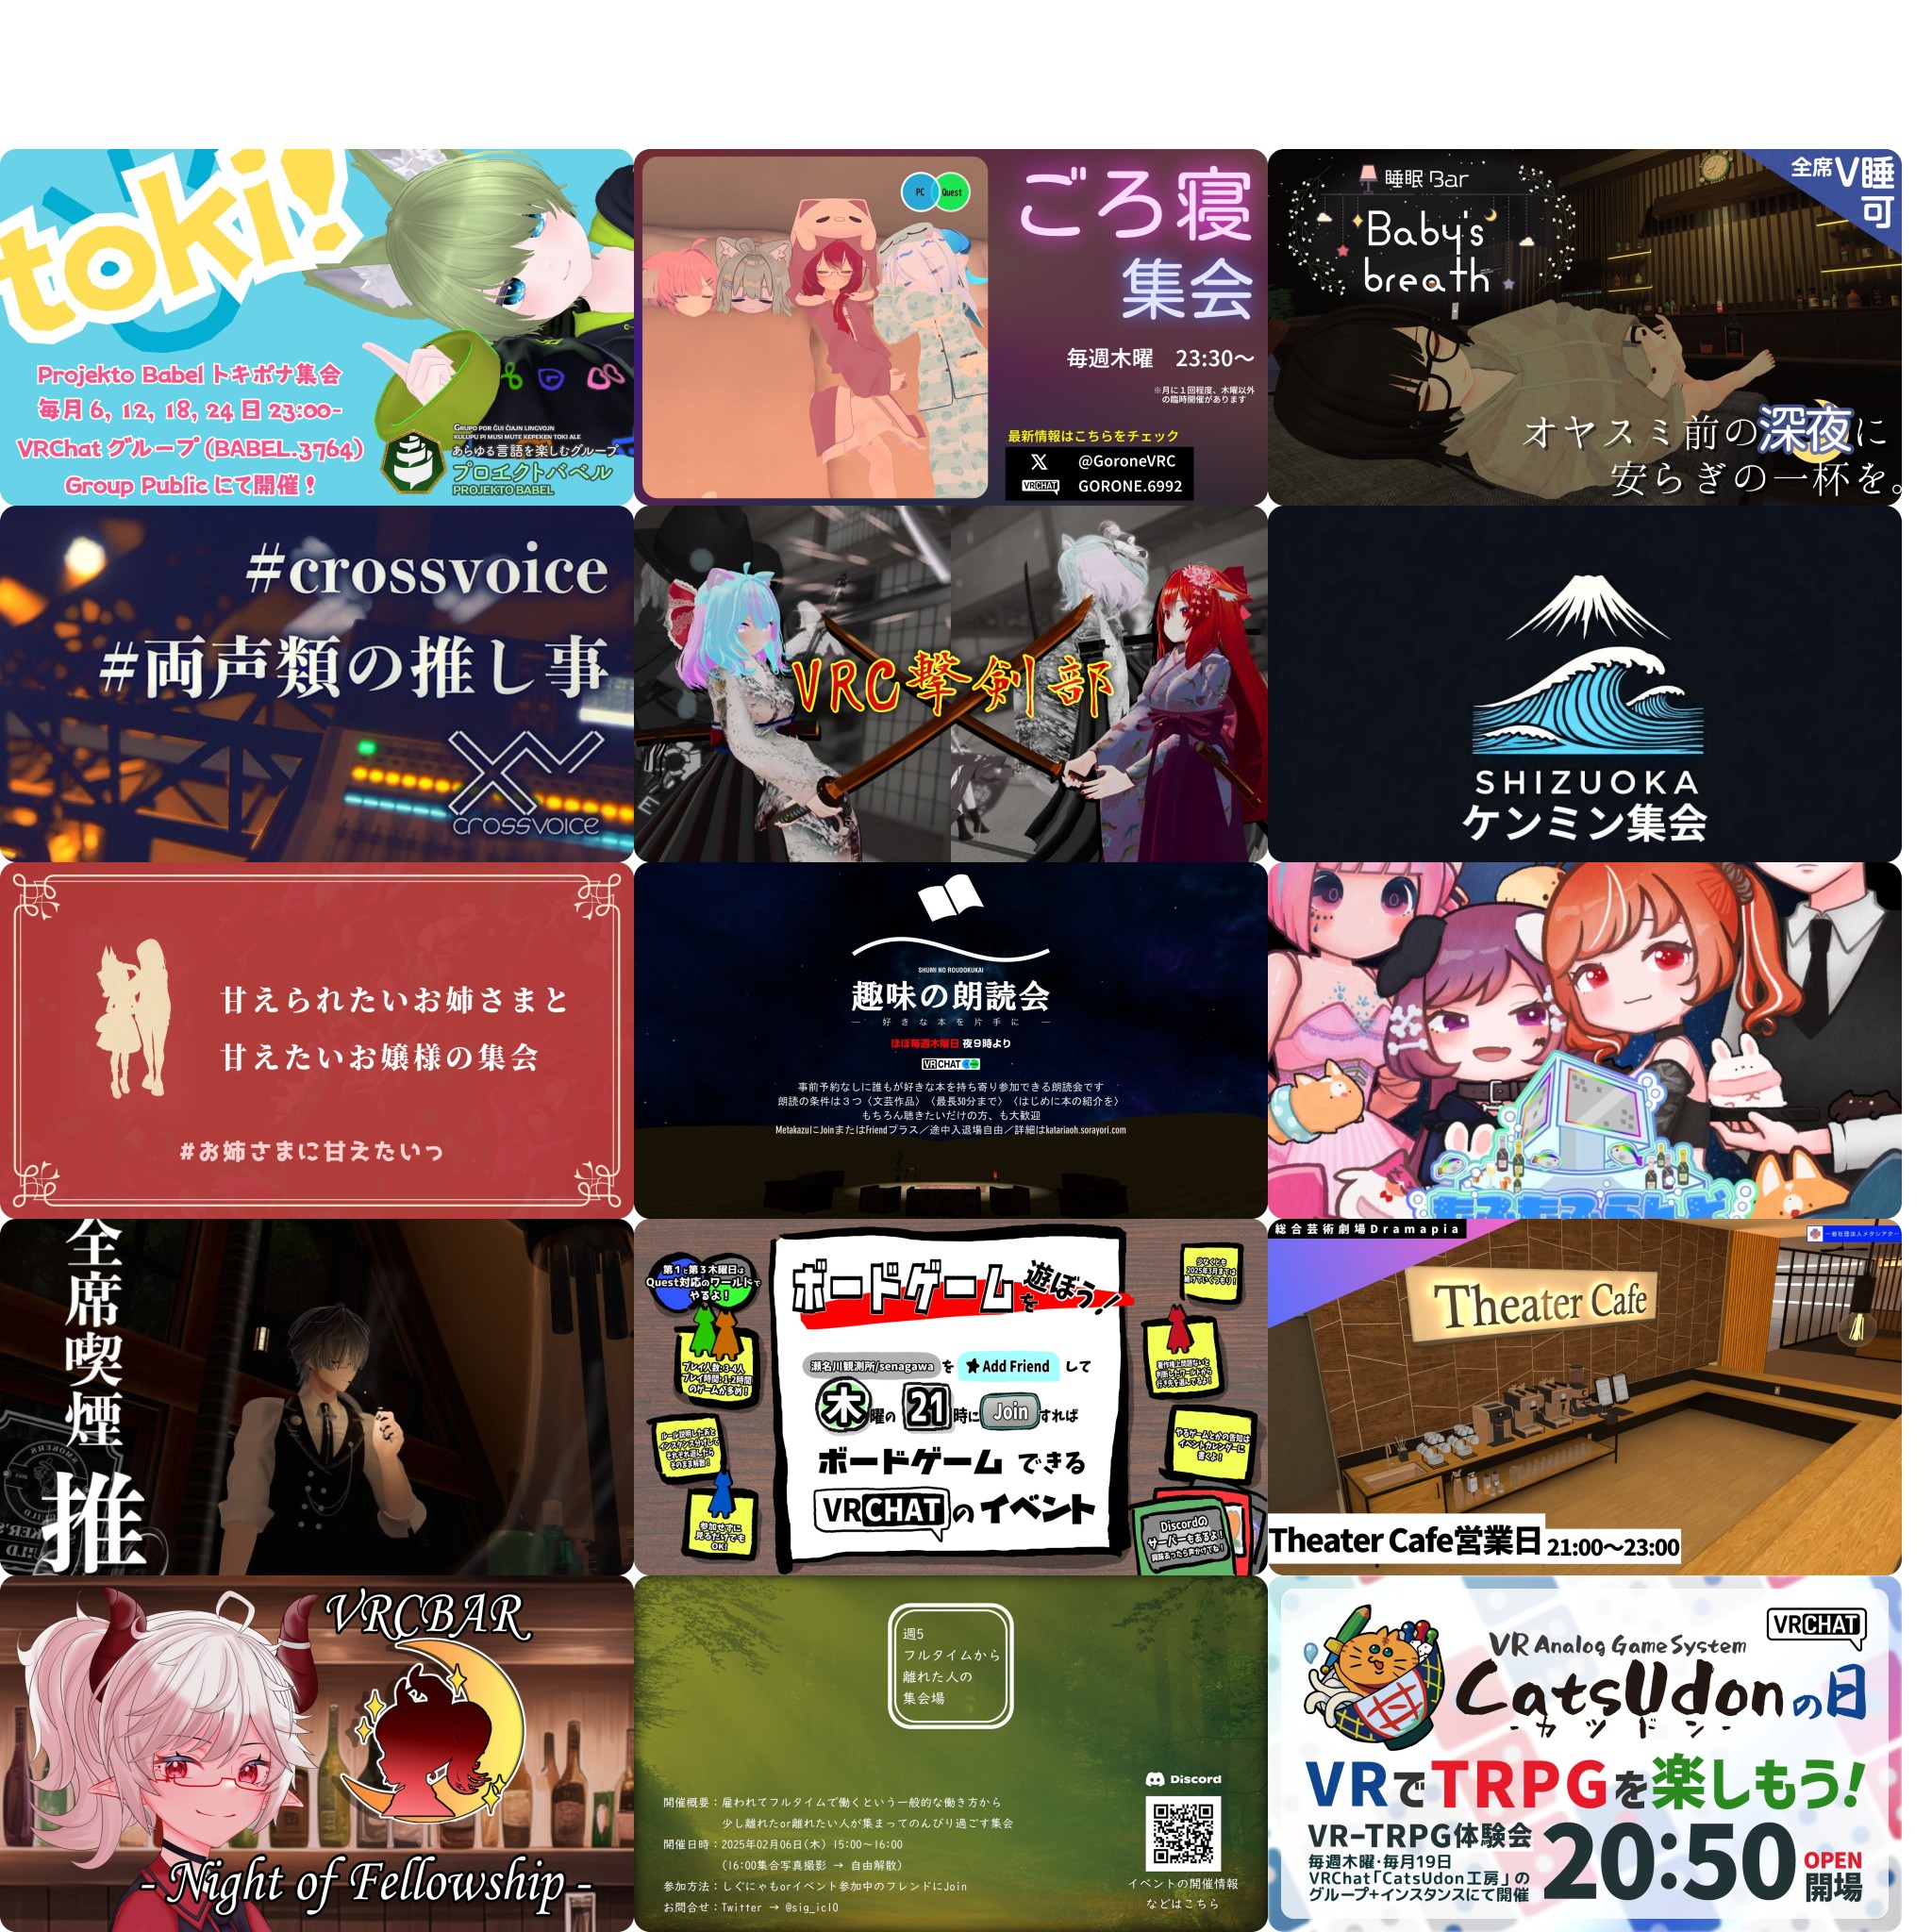 toki!
Projekto Babel トキポナ集会
毎月 6, 12, 18, 24 日 23:00-
VRChat グループ (BABEL.3764)
Group Public にて開催！
GRUPO POR ĜUI ĈIAJN LINGVOJN
KULUPU PI MUSI MUTE KEPEKEN TOKI ALE
あらゆる言語を楽しむグループ
プロエクトバベル
PROJEKTO BABEL
PC
Quest
ごろ寝
集会
毎週木曜 23:30～
※月に１回程度、木曜以外
の臨時開催があります
最新情報はこちらをチェック
@GoroneVRC
VRCHAT
GORONE.6992
睡眠 Bar
Baby's
breath
全席V睡
可
オヤスミ前の深夜に
安らぎの一杯を。
#crossvoice
#両声類の推し事
crossvoice
VRC撃剣部
SHIZUOKA
ケンミン集会
甘えられたいお姉さまと
甘えたいお嬢様の集会
#お姉さまに甘えたいっ
SHUMI NO ROUDOKUKAI
趣味の朗読会
― 好きな本を片手に ―
ほぼ毎週木曜日 夜９時より
VRCHAT
事前予約なしに誰もが好きな本を持ち寄り参加できる朗読会です
朗読の条件は３つ〈文芸作品〉〈最長30分まで〉〈はじめに本の紹介を〉
もちろん聴きたいだけの方、も大歓迎
MetakazuにJoinまたはFriendプラス／途中入退場自由／詳細はkatariaoh.sorayori.com
全席喫煙
推
第１と第３木曜日は
Quest対応のワールドで
やるよ！
プレイ人数:3-4人
プレイ時間:1-2時間
のゲームが多め！
ルール説明したあと
インスタンス分けして
それぞれ遊んだら
そのまま解散！
参加せずに
見るだけでも
OK!
ボードゲームを遊ぼう！
瀬名川観測所/senagawa を Add Friend して
木曜の 21時に Join すれば
ボードゲーム できる
VRCHAT のイベント
少なくとも
2025年3月までは
続けていくつもり！
著作権上問題ないと
判断したワールドから
行き先を選んでるよ！
やるゲームとかの告知は
イベントカレンダーに
書くよ！
Discordの
サーバーもあるよ！
興味あったら声かけてね！
総合芸術劇場Dramapia
一般社団法人メタシアター
Theater Cafe
Theater Cafe営業日 21:00～23:00
VRCBAR
- Night of Fellowship -
週5
フルタイムから
離れた人の
集会場
開催概要：雇われてフルタイムで働くという一般的な働き方から
少し離れたor離れたい人が集まってのんびり過ごす集会
開催日時：2025年02月06日(木) 15:00～16:00
(16:00集合写真撮影 → 自由解散)
参加方法：しぐにゃもorイベント参加中のフレンドにJoin
お問合せ：Twitter → @sig_icl0
Discord
イベントの開催情報
などはこちら
VRCHAT
VR Analog Game System
CatsUdonの日
-カツドン-
VRでTRPGを楽しもう!
VR-TRPG体験会
毎週木曜・毎月19日
VRChat「CatsUdon工房」の
グループ+インスタンスにて開催
20:50
OPEN
開場